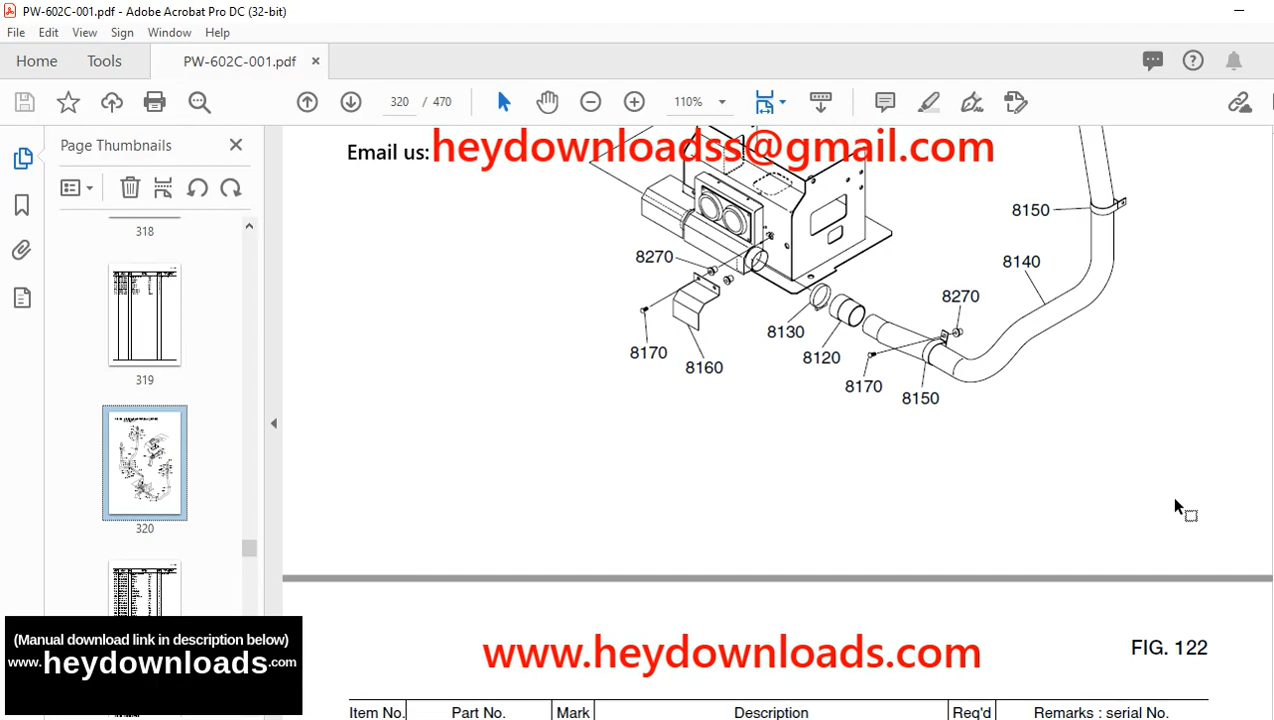 PW-602C-001.pdf - Adobe Acrobat Pro DC (32-bit)
File Edit View Sign Window Help
Home Tools PW-602C-001.pdf ×
320 / 470 110%
Page Thumbnails
318
319
320
Email us: heydownloadss@gmail.com
8150
8270
8140
8270
8130
8170
8120
8160
8170
8150
(Manual download link in description below)
www.heydownloads.com
www.heydownloads.com
FIG. 122
Item No. Part No. Mark Description Req'd Remarks : serial No.